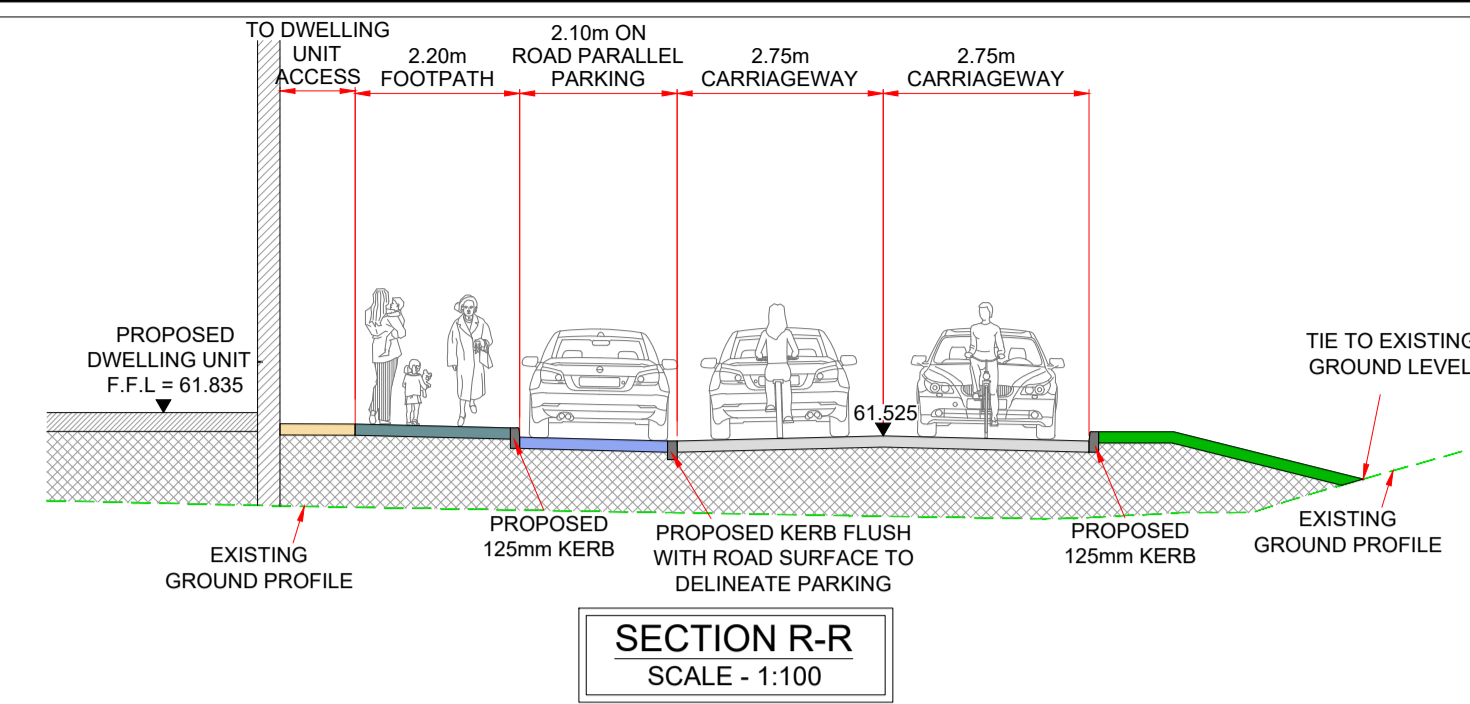 TO DWELLING
UNIT
ACCESS
2.20m
FOOTPATH
2.10m ON
ROAD PARALLEL
PARKING
2.75m
CARRIAGEWAY
2.75m
CARRIAGEWAY
PROPOSED
DWELLING UNIT
F.F.L = 61.835
61.525
TIE TO EXISTING
GROUND LEVEL
EXISTING
GROUND PROFILE
PROPOSED
125mm KERB
PROPOSED KERB FLUSH
WITH ROAD SURFACE TO
DELINEATE PARKING
PROPOSED
125mm KERB
EXISTING
GROUND PROFILE
SECTION R-R
SCALE - 1:100